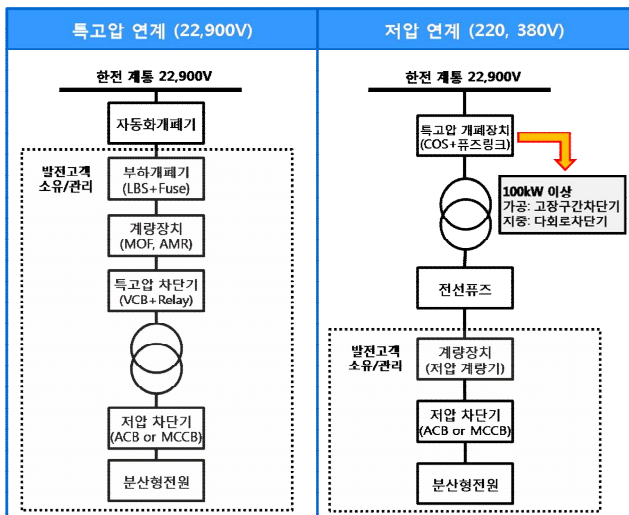 특고압 연계 (22,900V)
한전 계통 22,900V
자동화개폐기
발전고객
소유/관리
부하개폐기
(LBS+Fuse)
계량장치
(MOF, AMR)
특고압 차단기
(VCB+Relay)
저압 차단기
(ACB or MCCB)
분산형전원
저압 연계 (220, 380V)
한전 계통 22,900V
특고압 개폐장치
(COS+퓨즈링크)
100kW 이상
가공: 고장구간차단기
지중: 다회로차단기
전선퓨즈
발전고객
소유/관리
계량장치
(저압 계량기)
저압 차단기
(ACB or MCCB)
분산형전원